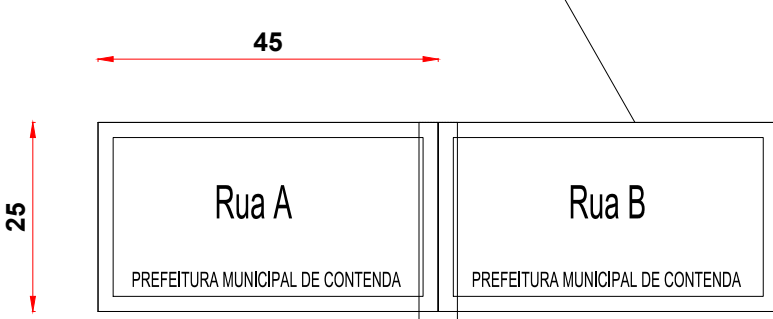 45
25
Rua A
Rua B
PREFEITURA MUNICIPAL DE CONTENDA
PREFEITURA MUNICIPAL DE CONTENDA